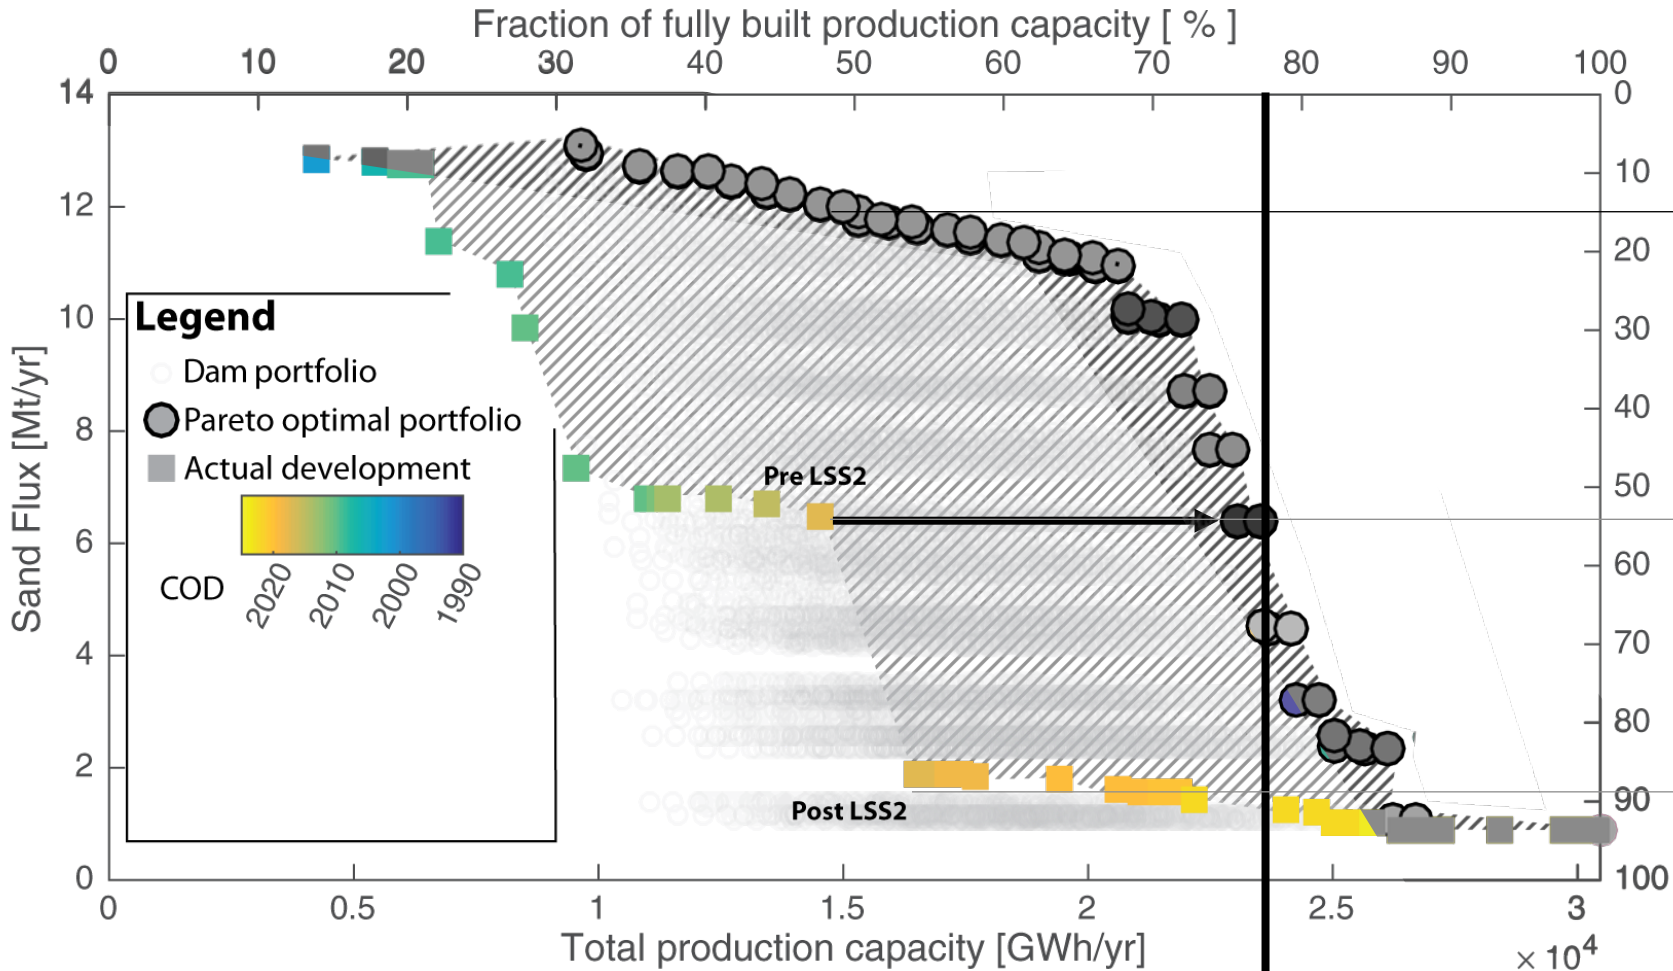 Fraction of fully built production capacity [ % ]
0 10 20 30 40 50 60 70 80 90 100
14 0
10
12
20
10 30
Legend
Dam portfolio
40
8
Pareto optimal portfolio
Actual development
Pre LSS2
50
6
60
COD
2020 2010 2000 1990
4 70
80
2
90
Post LSS2
0 100
0 0.5 1 1.5 2 2.5 3
Total production capacity [GWh/yr]
× 10⁴
Sand Flux [Mt/yr]